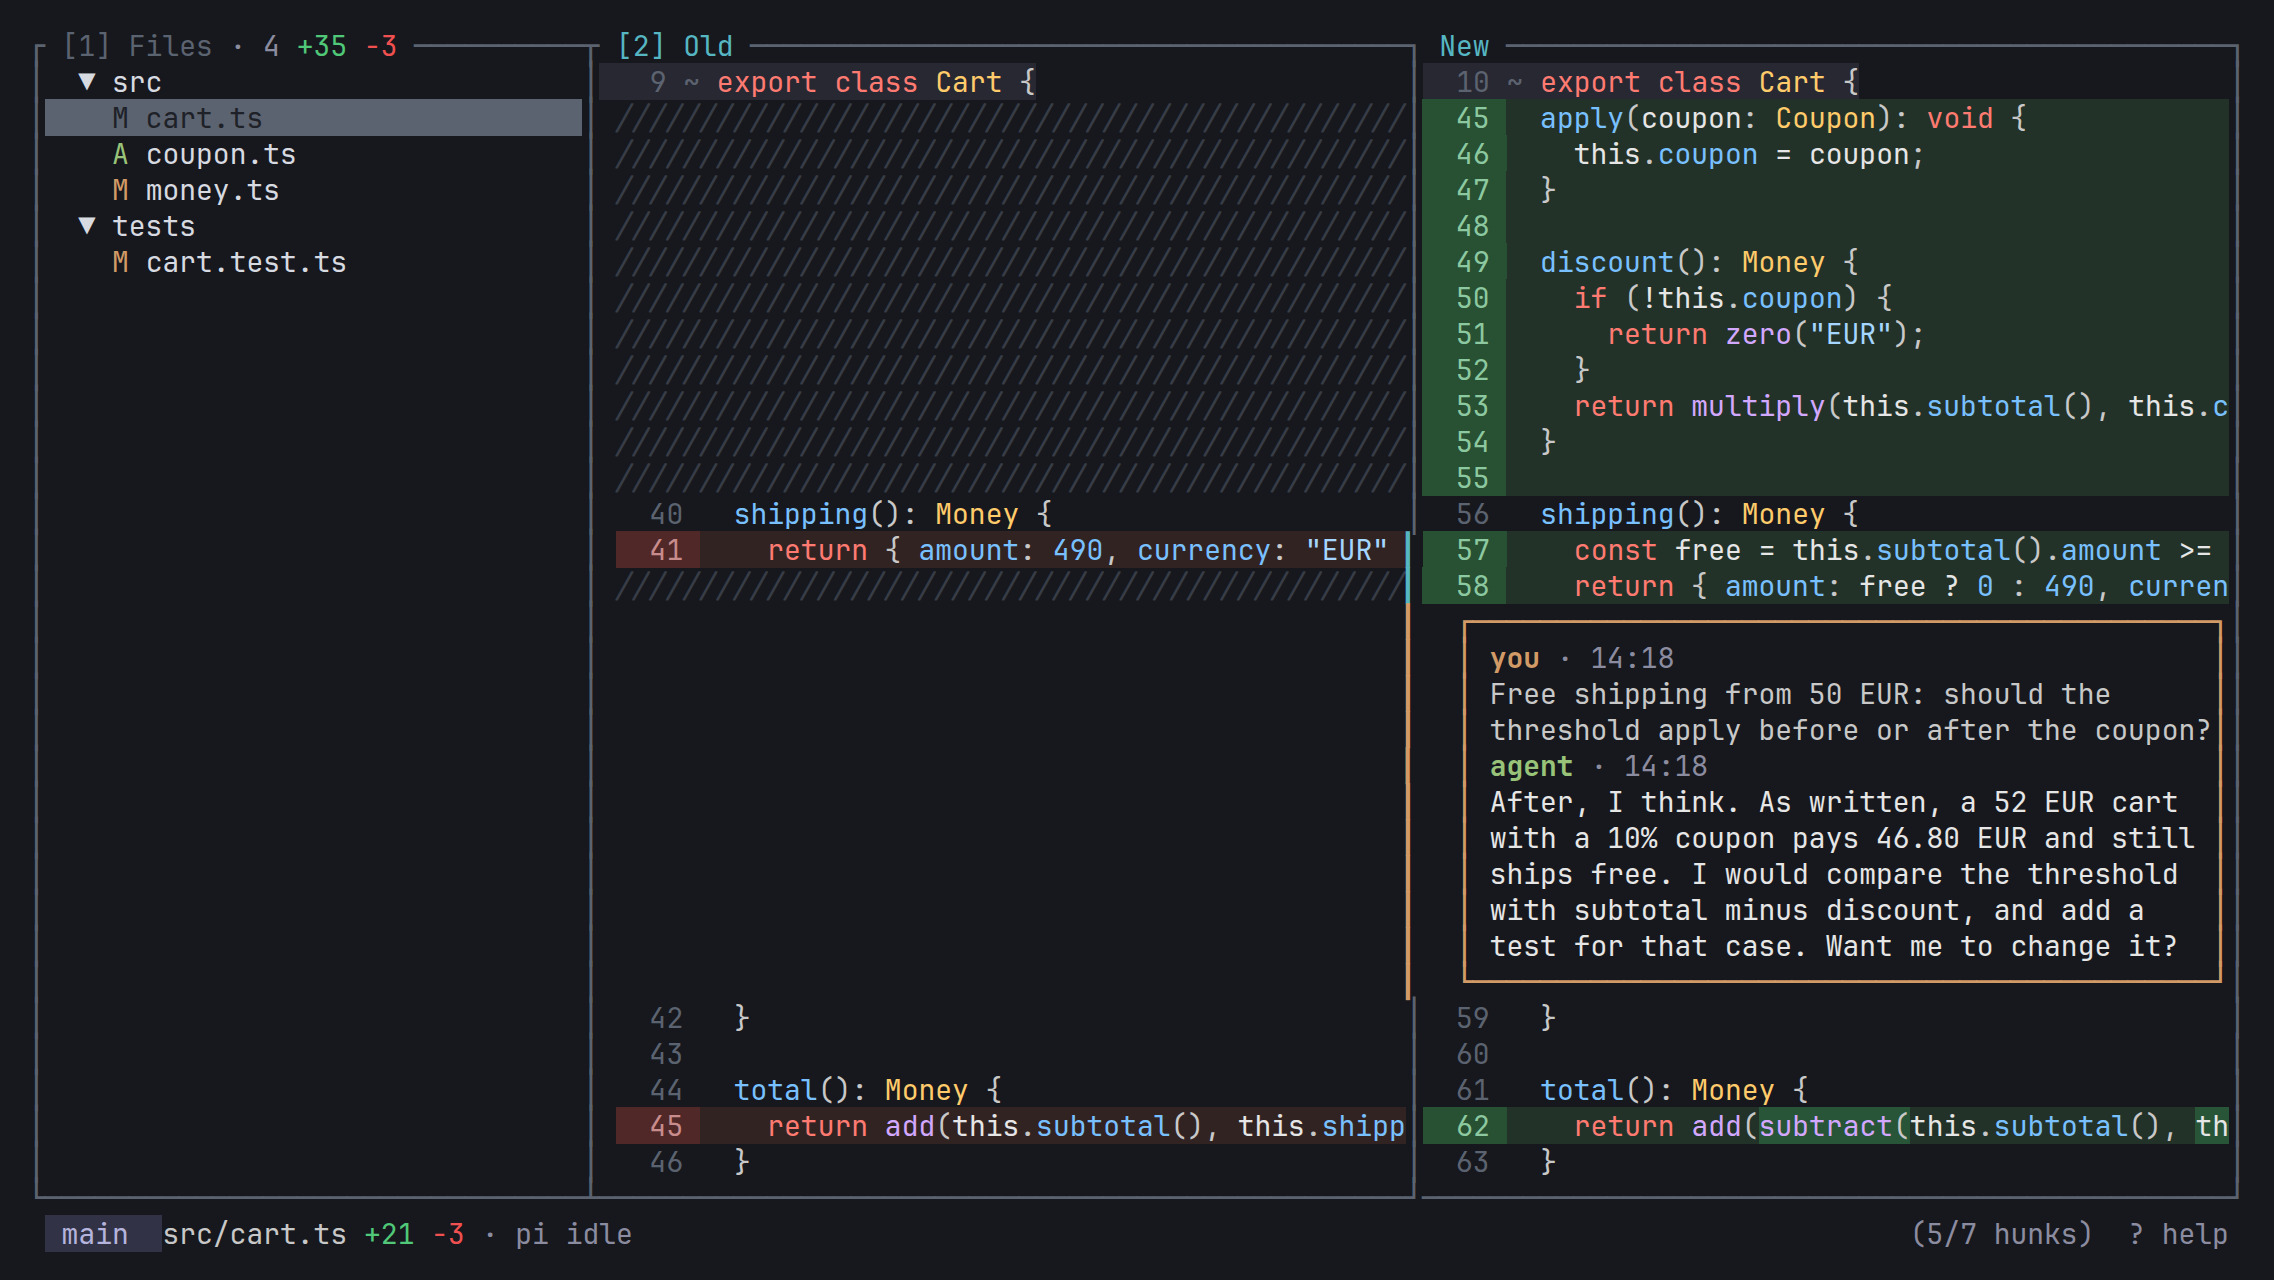 [1] Files · 4 +35 -3
▼ src
M cart.ts
A coupon.ts
M money.ts
▼ tests
M cart.test.ts
[2] Old
9 ~ export class Cart {
40 shipping(): Money {
41 return { amount: 490, currency: "EUR"
42 }
43
44 total(): Money {
45 return add(this.subtotal(), this.shipp
46 }
New
10 ~ export class Cart {
45 apply(coupon: Coupon): void {
46 this.coupon = coupon;
47 }
48
49 discount(): Money {
50 if (!this.coupon) {
51 return zero("EUR");
52 }
53 return multiply(this.subtotal(), this.c
54 }
55
56 shipping(): Money {
57 const free = this.subtotal().amount >=
58 return { amount: free ? 0 : 490, curren
you · 14:18
Free shipping from 50 EUR: should the
threshold apply before or after the coupon?
agent · 14:18
After, I think. As written, a 52 EUR cart
with a 10% coupon pays 46.80 EUR and still
ships free. I would compare the threshold
with subtotal minus discount, and add a
test for that case. Want me to change it?
59 }
60
61 total(): Money {
62 return add(subtract(this.subtotal(), th
63 }
main src/cart.ts +21 -3 · pi idle
(5/7 hunks) ? help